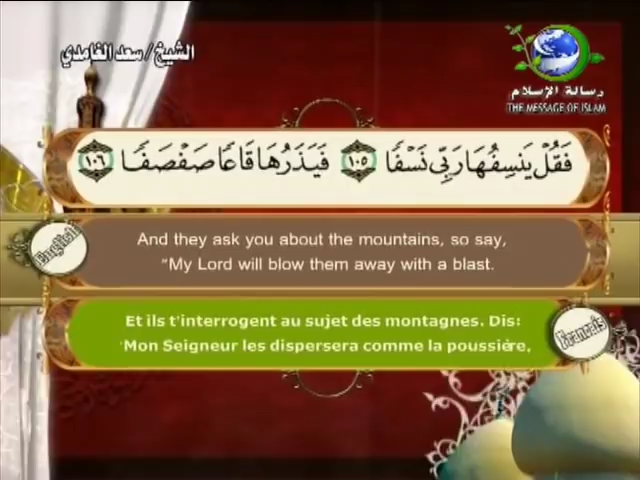 الشيخ / سعد الغامدي
رسالة الإسلام
THE MESSAGE OF ISLAM
فَقُلْ يَنسِفُهَا رَبِّى نَسْفًا ١٠٥ فَيَذَرُهَا قَاعًا صَفْصَفًا ١٠٦
English
And they ask you about the mountains, so say,
“My Lord will blow them away with a blast.
Et ils t'interrogent au sujet des montagnes. Dis:
'Mon Seigneur les dispersera comme la poussière,
Francais